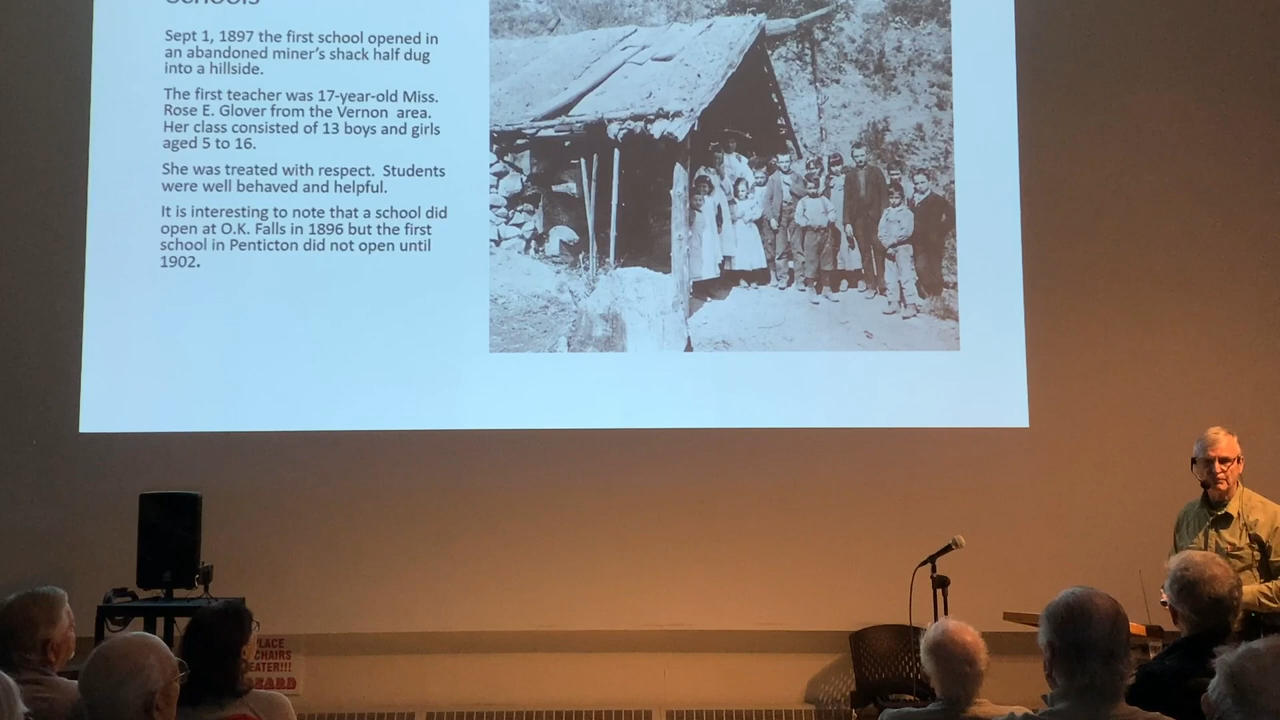 Schools
Sept 1, 1897 the first school opened in
an abandoned miner's shack half dug
into a hillside.
The first teacher was 17-year-old Miss.
Rose E. Glover from the Vernon area.
Her class consisted of 13 boys and girls
aged 5 to 16.
She was treated with respect. Students
were well behaved and helpful.
It is interesting to note that a school did
open at O.K. Falls in 1896 but the first
school in Penticton did not open until
1902.
CHAIRS